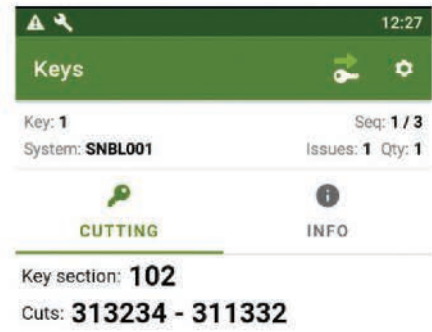 12:27
Keys
Key: 1 Seq: 1 / 3
System: SNBL001 Issues: 1 Qty: 1
CUTTING INFO
Key section: 102
Cuts: 313234 - 311332